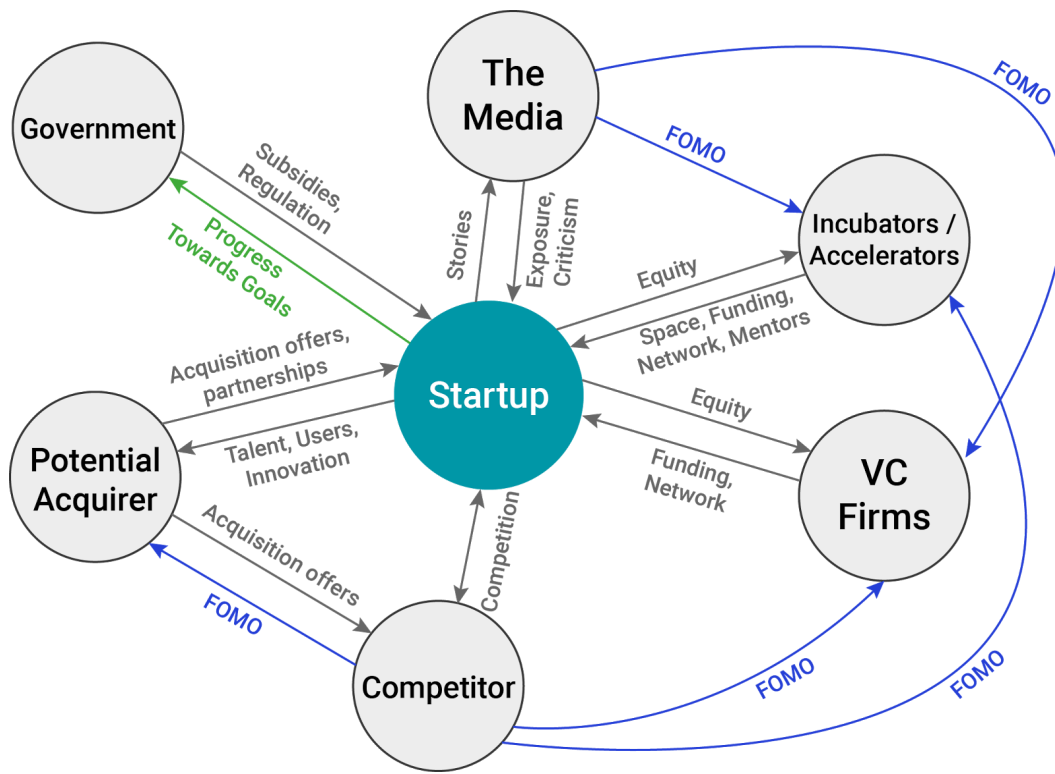 The
Media
FOMO
Government
FOMO
Subsidies,
Regulation
Progress
Towards Goals
Stories
Exposure,
Criticism
Incubators /
Accelerators
Equity
Space, Funding,
Network, Mentors
Acquisition offers,
partnerships
Startup
Equity
Talent, Users,
Innovation
Funding,
Network
Potential
Acquirer
VC
Firms
Acquisition offers
Competition
FOMO
Competitor
FOMO
FOMO